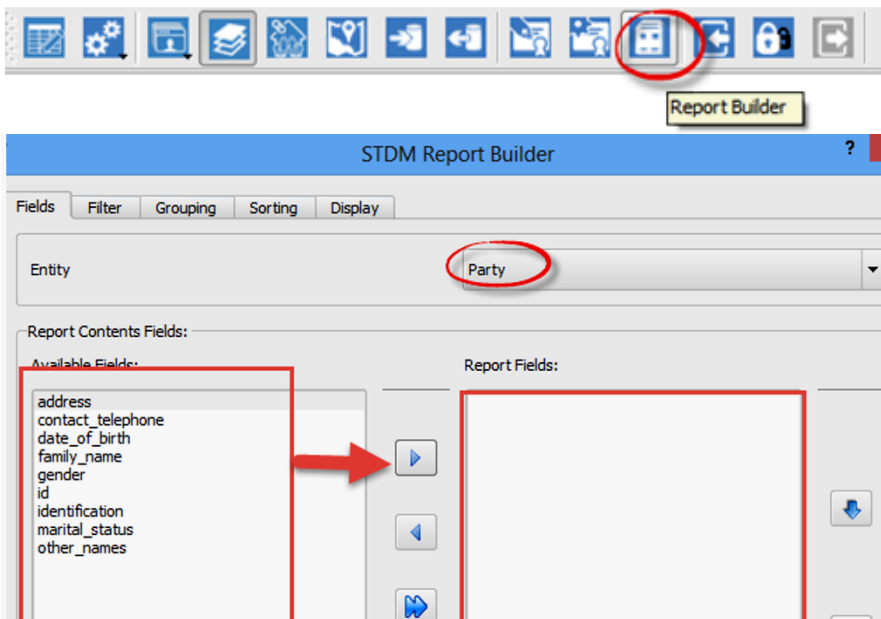 Report Builder
STDM Report Builder
?
Fields Filter Grouping Sorting Display
Entity
Party
Report Contents Fields:
Available Fields:
Report Fields:
address
contact_telephone
date_of_birth
family_name
gender
id
identification
marital_status
other_names